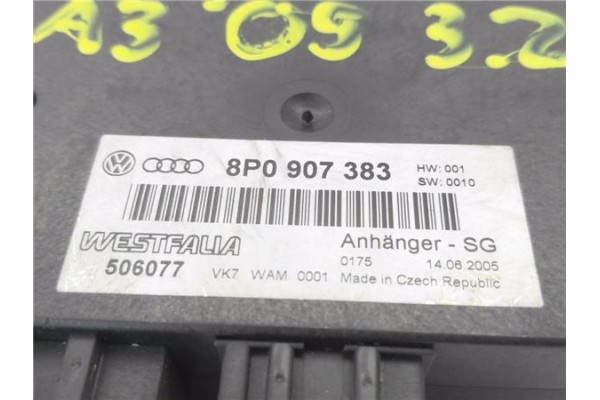 A3 '05 3.2
8P0 907 383
HW: 001
SW: 0010
WESTFALIA
Anhänger - SG
506077
VK7 WAM 0001
0175 14.06.2005
Made in Czech Republic